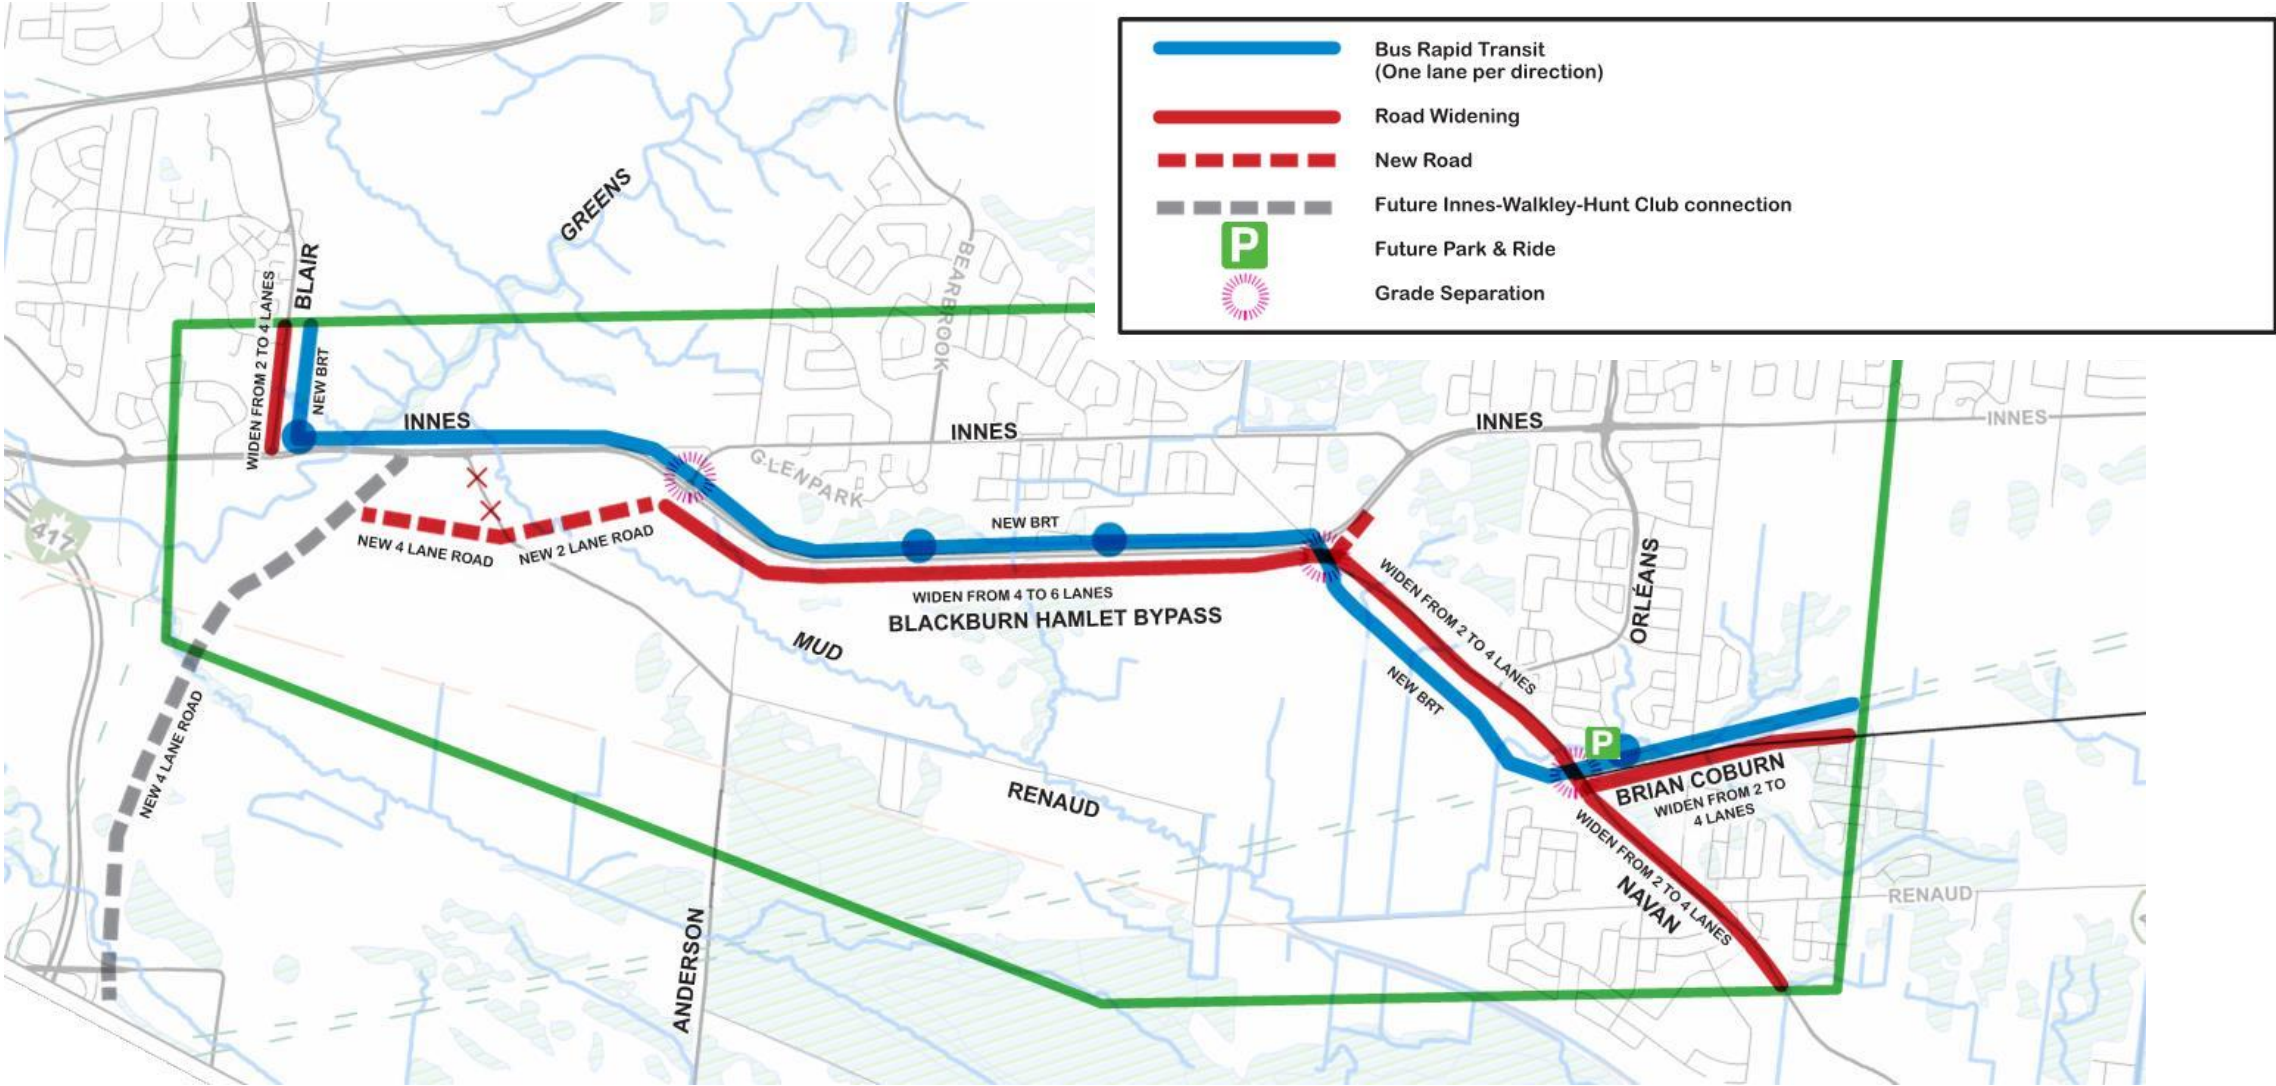 Bus Rapid Transit
(One lane per direction)
Road Widening
New Road
Future Innes-Walkley-Hunt Club connection
P
Future Park & Ride
Grade Separation
GREENS
BLAIR
WIDEN FROM 2 TO 4 LANES
NEW BRT
BEARBROOK
INNES
INNES
INNES
INNES
GLENPARK
417
NEW 4 LANE ROAD
NEW 2 LANE ROAD
NEW BRT
WIDEN FROM 4 TO 6 LANES
BLACKBURN HAMLET BYPASS
WIDEN FROM 2 TO 4 LANES
ORLÉANS
MUD
NEW BRT
NEW 4 LANE ROAD
P
RENAUD
BRIAN COBURN
WIDEN FROM 2 TO
4 LANES
WIDEN FROM 2 TO 4 LANES
NAVAN
RENAUD
ANDERSON